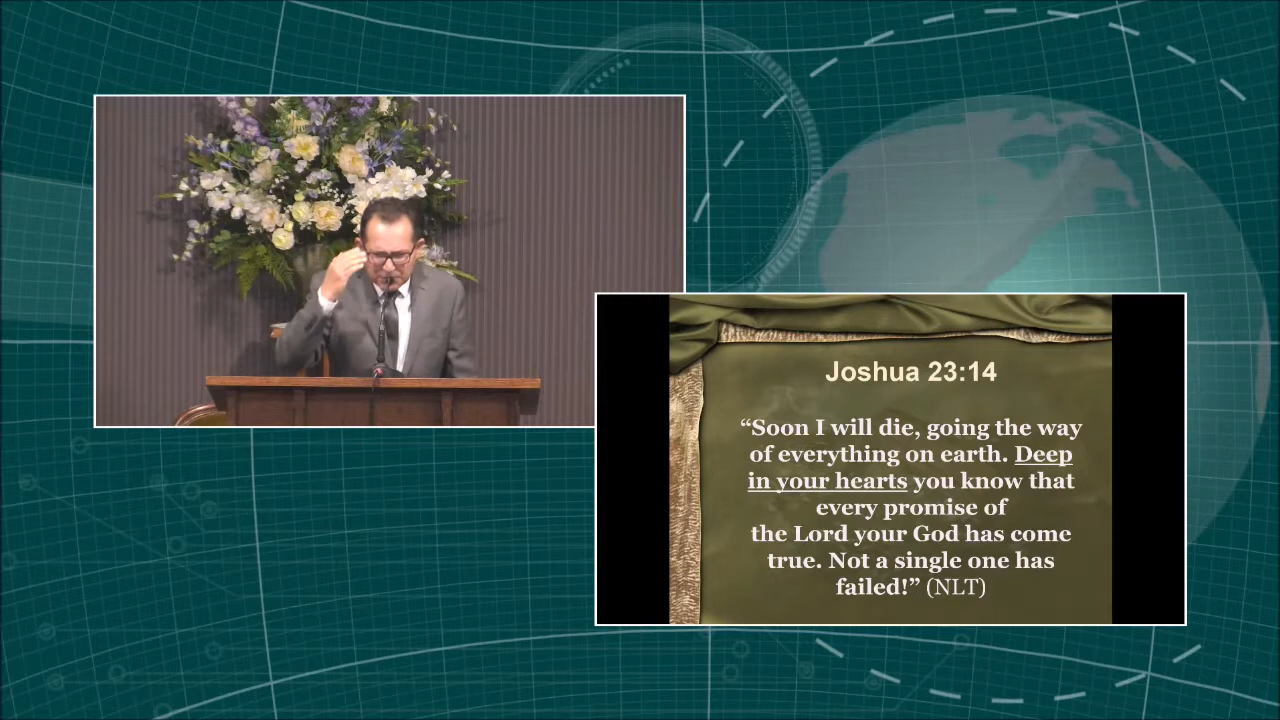 Joshua 23:14
“Soon I will die, going the way
of everything on earth. Deep
in your hearts you know that
every promise of
the Lord your God has come
true. Not a single one has
failed!” (NLT)